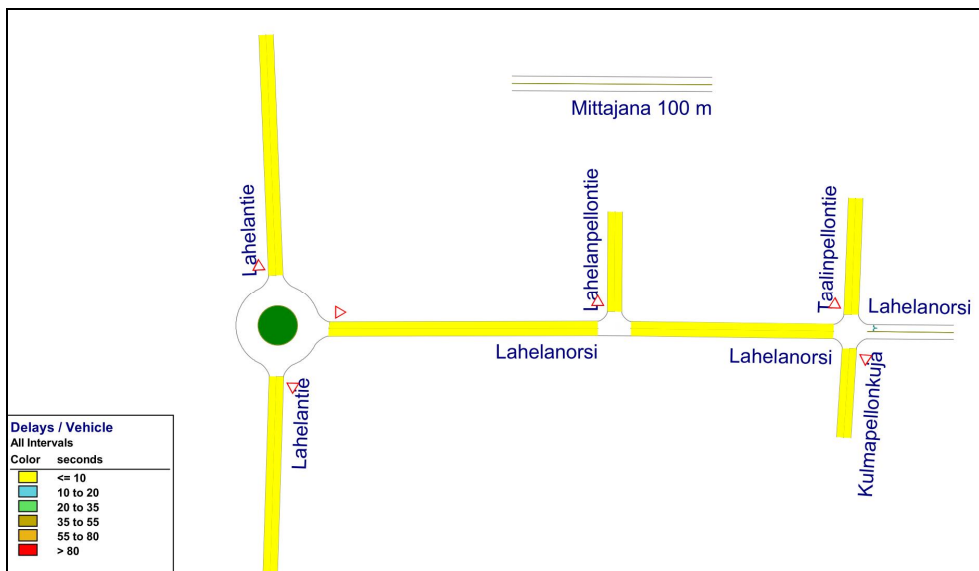 Mittajana 100 m
Lahelantie
Lahelanpellontie
Taalinpellontie
Lahelanorsi
Lahelanorsi
Lahelanorsi
Lahelantie
Kulmapellonkuja
Delays / Vehicle
All Intervals
Color seconds
<= 10
10 to 20
20 to 35
35 to 55
55 to 80
> 80